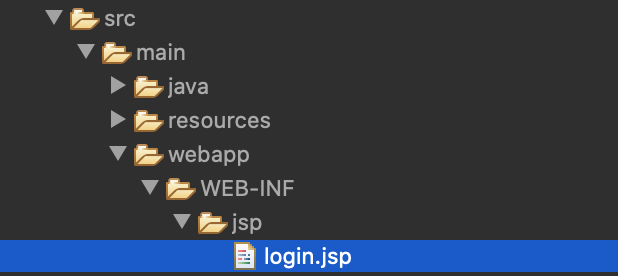 src
main
java
resources
webapp
WEB-INF
jsp
login.jsp